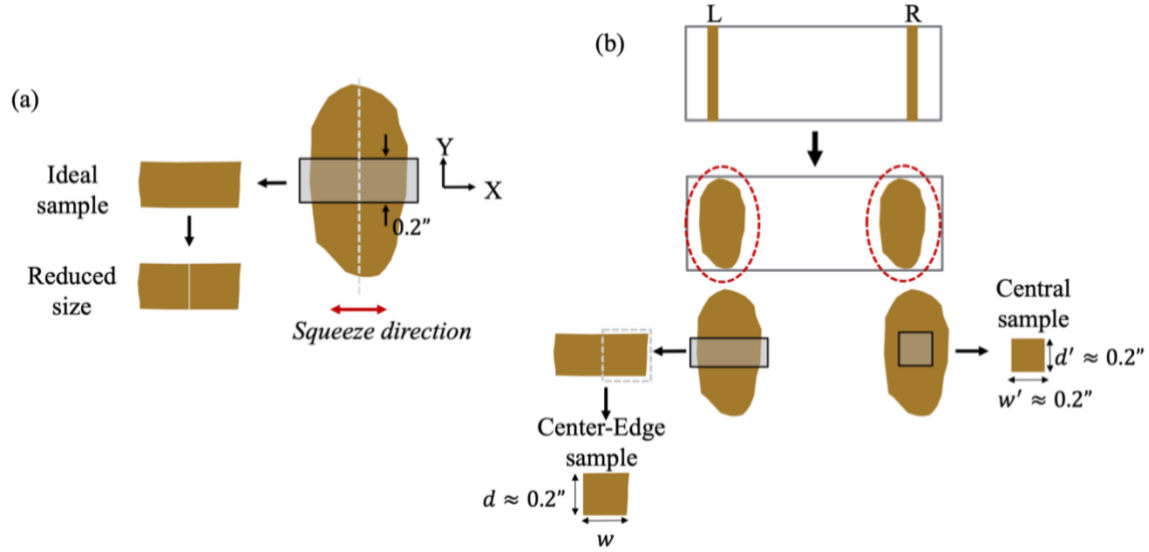 (a)
Ideal
sample
Reduced
size
Y
X
0.2”
Squeeze direction
(b)
L
R
Central
sample
d′ ≈ 0.2”
w′ ≈ 0.2”
Center-Edge
sample
d ≈ 0.2”
w